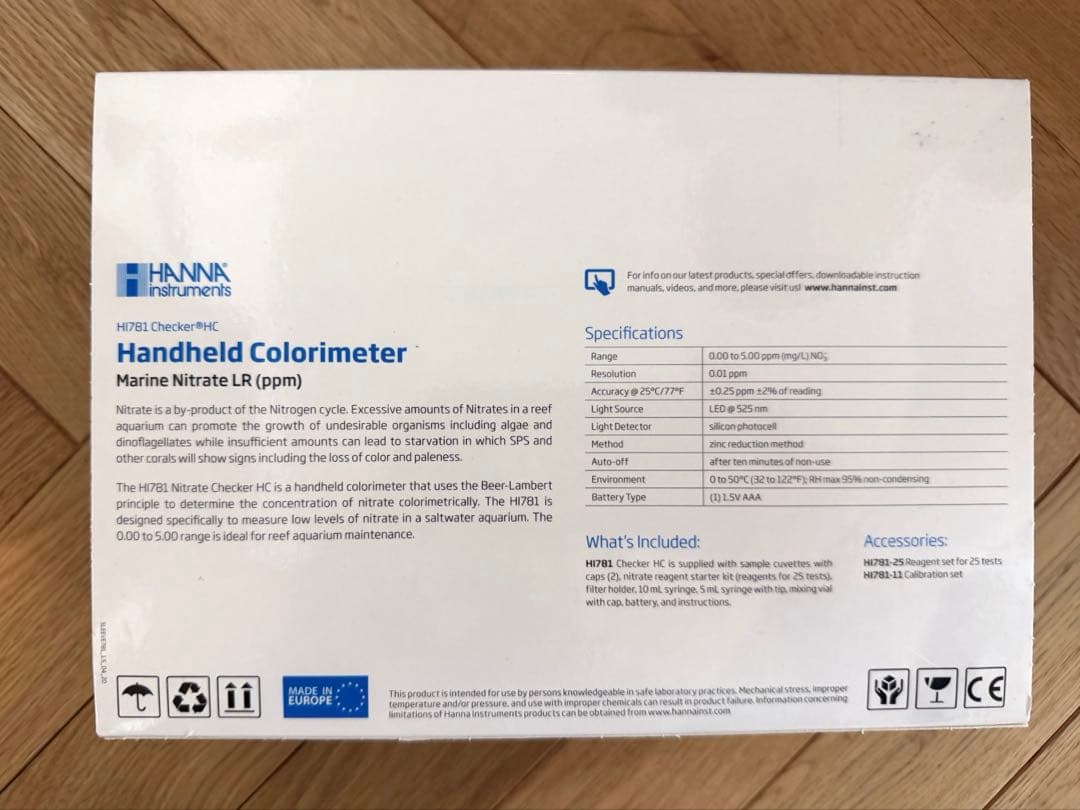 HANNA®
instruments
HI781 Checker®HC
Handheld Colorimeter
Marine Nitrate LR (ppm)
Nitrate is a by-product of the Nitrogen cycle. Excessive amounts of Nitrates in a reef
aquarium can promote the growth of undesirable organisms including algae and
dinoflagellates while insufficient amounts can lead to starvation in which SPS and
other corals will show signs including the loss of color and paleness.
The HI781 Nitrate Checker HC is a handheld colorimeter that uses the Beer-Lambert
principle to determine the concentration of nitrate colorimetrically. The HI781 is
designed specifically to measure low levels of nitrate in a saltwater aquarium. The
0.00 to 5.00 range is ideal for reef aquarium maintenance.
For info on our latest products, special offers, downloadable instruction
manuals, videos, and more, please visit us! www.hannainst.com
Specifications
Range 0.00 to 5.00 ppm (mg/L) NO₃⁻
Resolution 0.01 ppm
Accuracy @ 25°C/77°F ±0.25 ppm ±2% of reading
Light Source LED @ 525 nm
Light Detector silicon photocell
Method zinc reduction method
Auto-off after ten minutes of non-use
Environment 0 to 50°C (32 to 122°F); RH max 95% non-condensing
Battery Type (1) 1.5V AAA
What's Included:
HI781 Checker HC is supplied with sample cuvettes with
caps (2), nitrate reagent starter kit (reagents for 25 tests),
filter holder, 10 mL syringe, 5 mL syringe with tip, mixing vial
with cap, battery, and instructions.
Accessories:
HI781-25 Reagent set for 25 tests
HI781-11 Calibration set
MADE IN
EUROPE
This product is intended for use by persons knowledgeable in safe laboratory practices. Mechanical stress, improper
temperature and/or pressure, and use with improper chemicals can result in product failure. Information concerning
limitations of Hanna Instruments products can be obtained from www.hannainst.com
CE